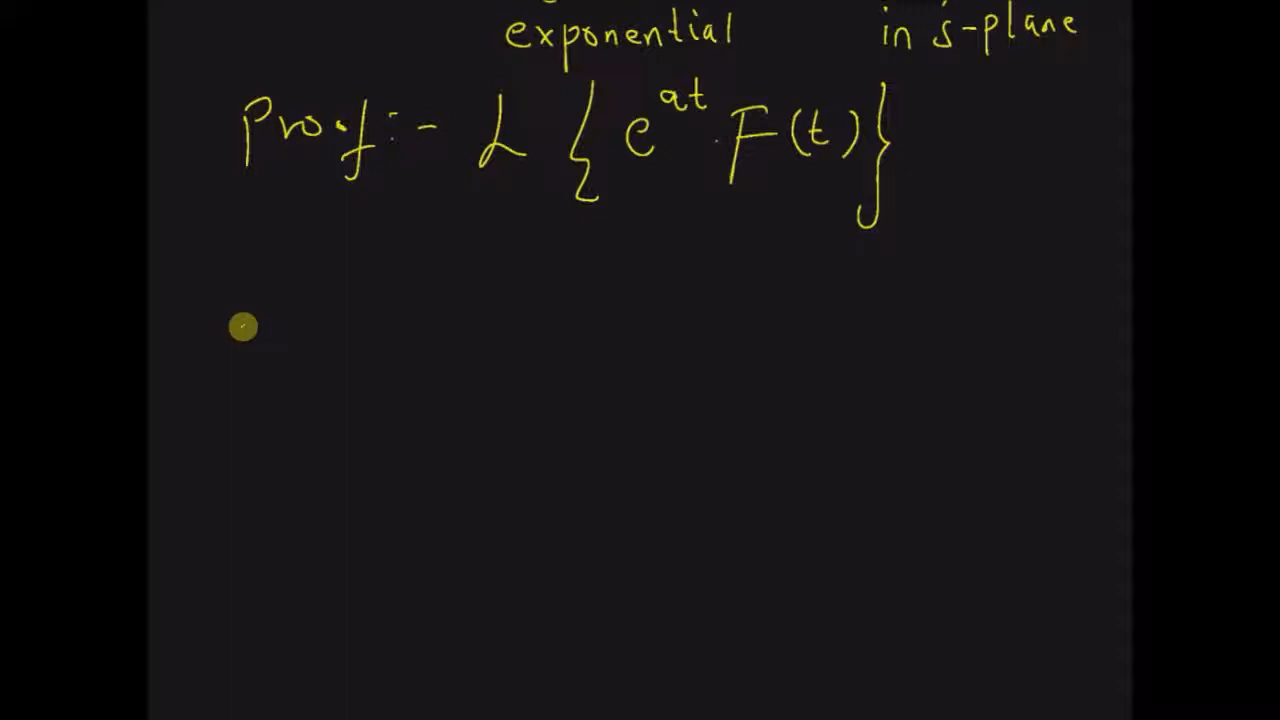 exponential in s-plane
Proof:- L { e^at . F(t) }